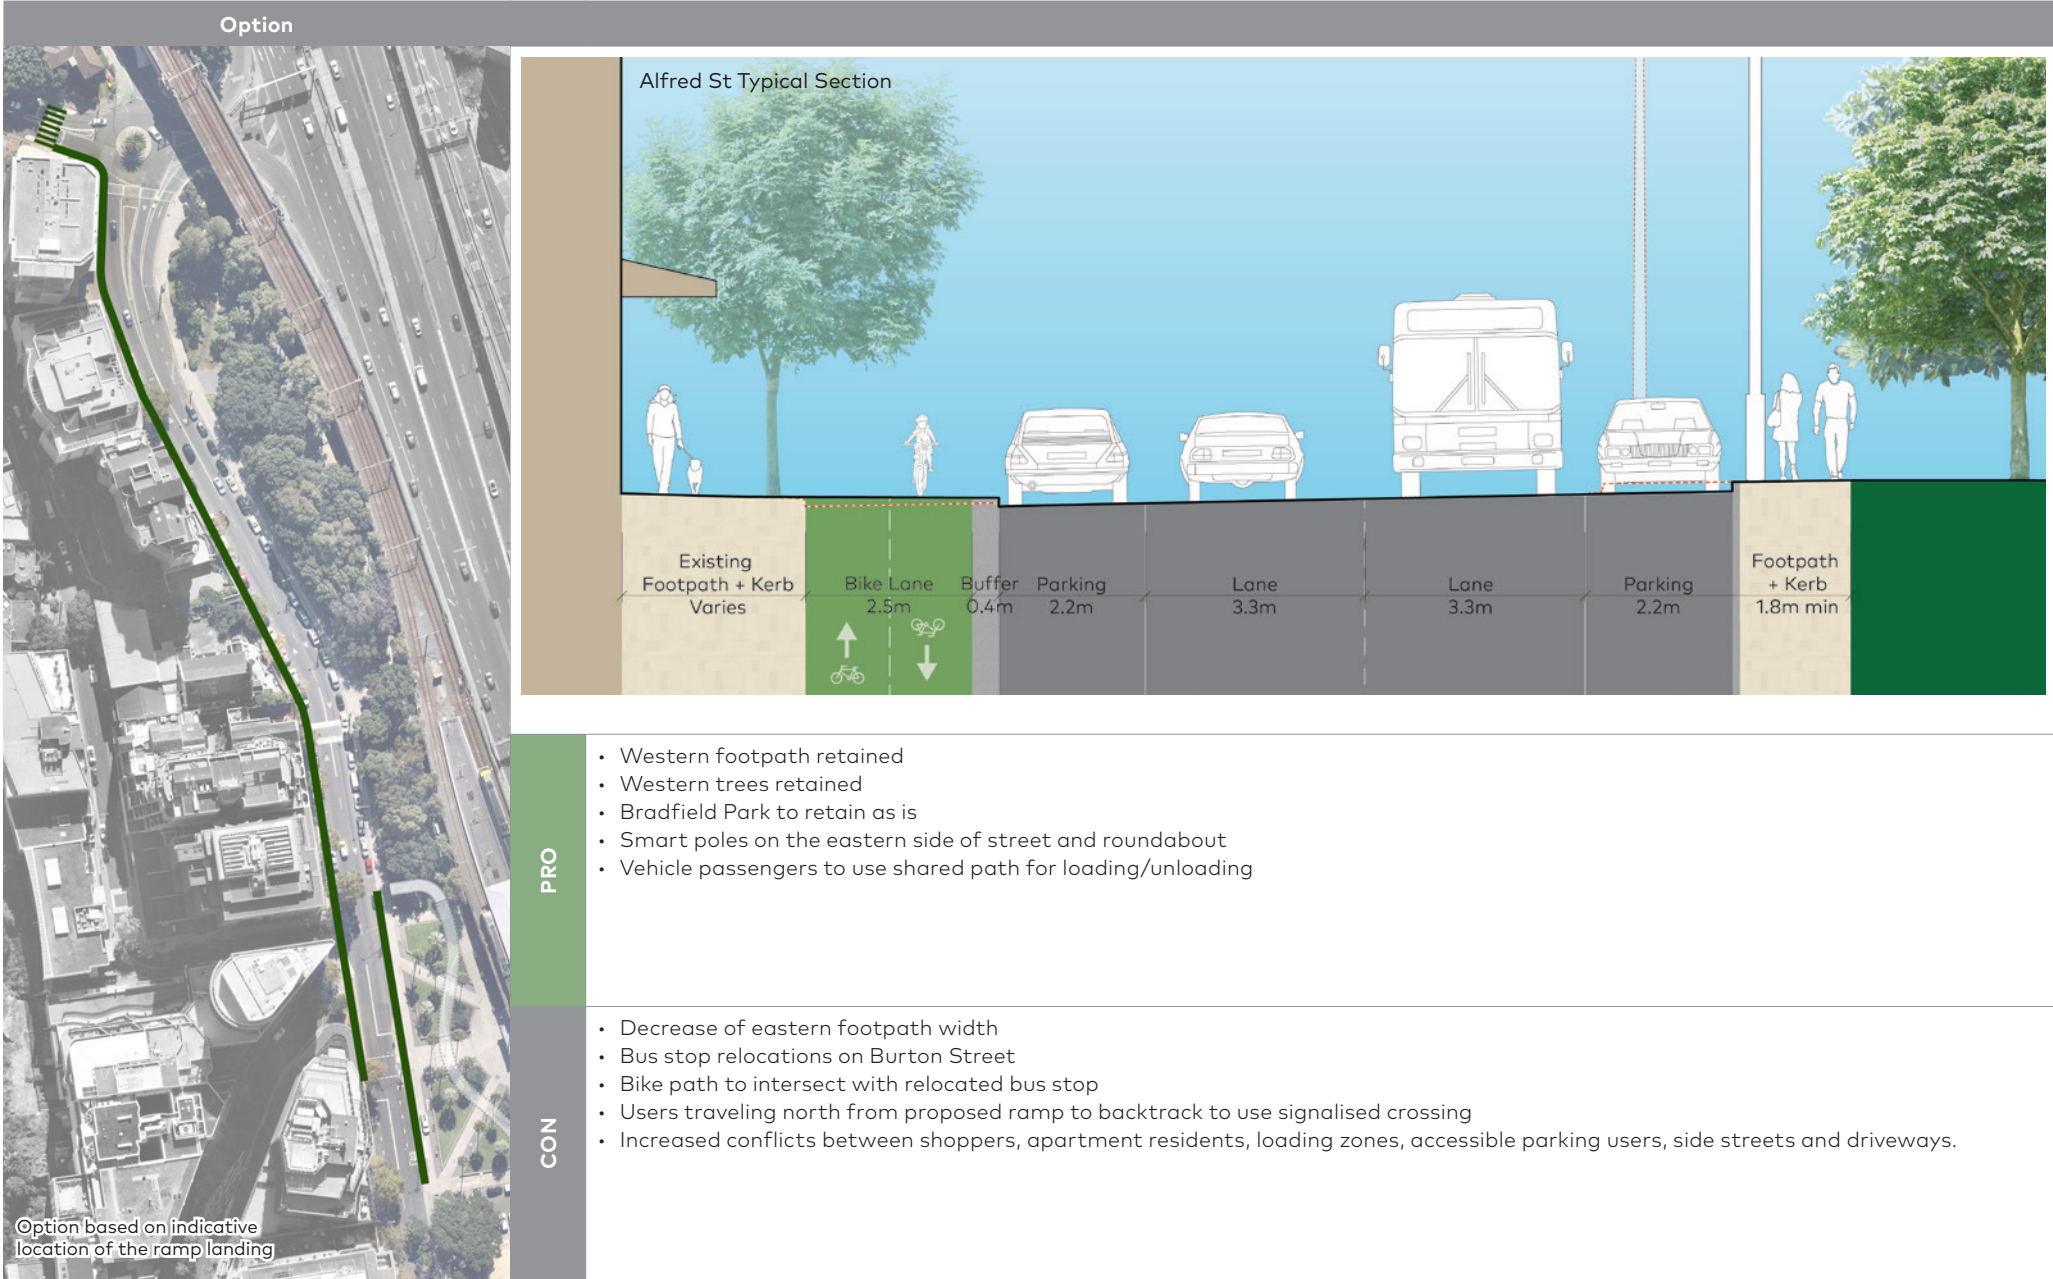 Option
Alfred St Typical Section
Existing
Footpath + Kerb
Varies
Bike Lane
2.5m
Buffer
0.4m
Parking
2.2m
Lane
3.3m
Lane
3.3m
Parking
2.2m
Footpath
+ Kerb
1.8m min
PRO
• Western footpath retained
• Western trees retained
• Bradfield Park to retain as is
• Smart poles on the eastern side of street and roundabout
• Vehicle passengers to use shared path for loading/unloading
CON
• Decrease of eastern footpath width
• Bus stop relocations on Burton Street
• Bike path to intersect with relocated bus stop
• Users traveling north from proposed ramp to backtrack to use signalised crossing
• Increased conflicts between shoppers, apartment residents, loading zones, accessible parking users, side streets and driveways.
Option based on indicative
location of the ramp landing